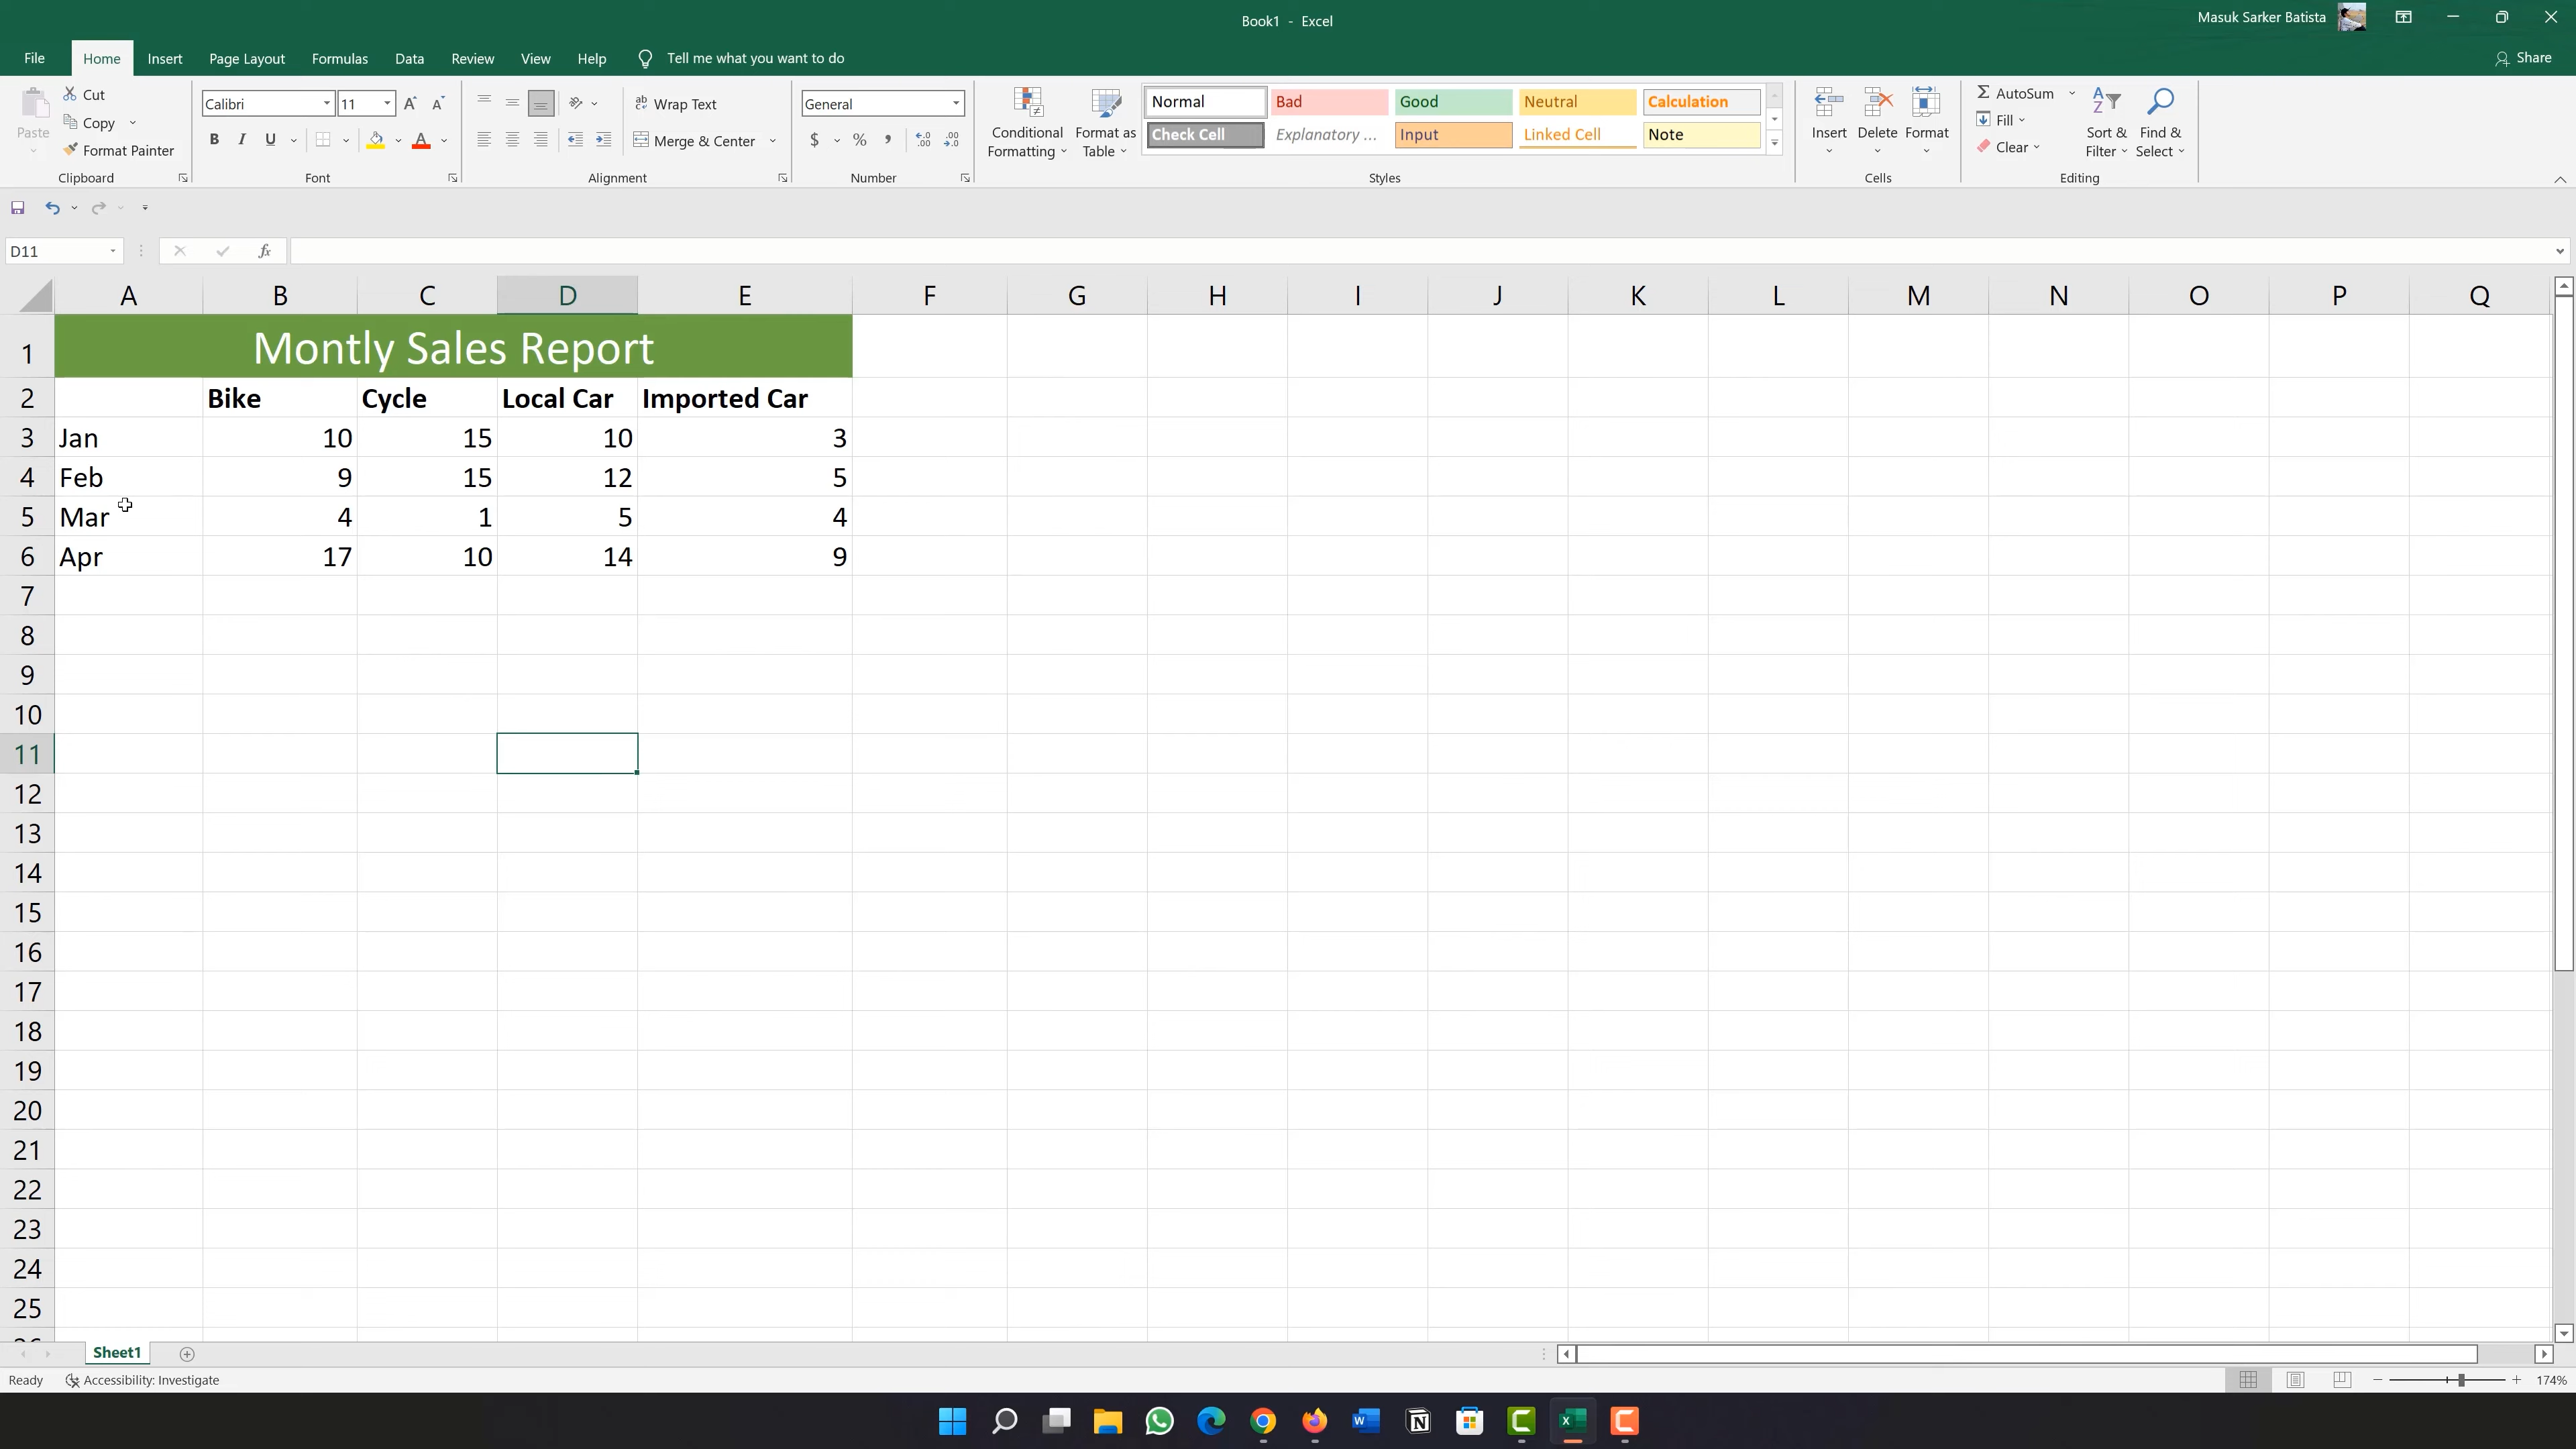 Book1 - Excel
Masuk Sarker Batista
File Home Insert Page Layout Formulas Data Review View Help Tell me what you want to do
Share
Paste
Cut
Copy
Format Painter
Clipboard
Calibri 11
B I U A
Font
Wrap Text
Merge & Center
Alignment
General
$ % ,
Number
Conditional Formatting
Format as Table
Normal Bad Good Neutral Calculation
Check Cell Explanatory ... Input Linked Cell Note
Styles
Insert Delete Format
Cells
AutoSum
Fill
Clear
Sort & Filter
Find & Select
Editing
D11 fx
A B C D E F G H I J K L M N O P Q
1 Montly Sales Report
2 Bike Cycle Local Car Imported Car
3 Jan 10 15 10 3
4 Feb 9 15 12 5
5 Mar 4 1 5 4
6 Apr 17 10 14 9
7
8
9
10
11
12
13
14
15
16
17
18
19
20
21
22
23
24
25
26
Sheet1
Ready Accessibility: Investigate
174%